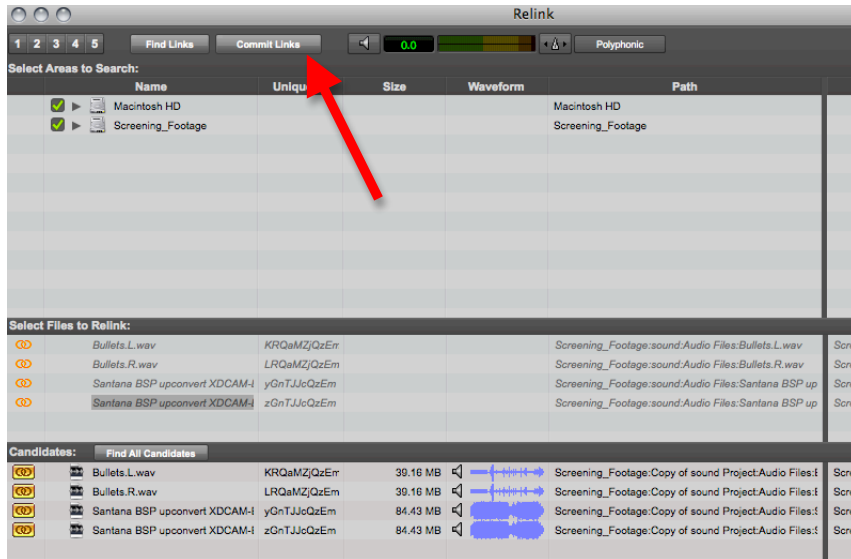 Relink
1 2 3 4 5 Find Links Commit Links 0.0 Polyphonic
Select Areas to Search:
Name Uniqu Size Waveform Path
Macintosh HD Macintosh HD
Screening_Footage Screening_Footage
Select Files to Relink:
Bullets.L.wav KRQaMZjQzEm Screening_Footage:sound:Audio Files:Bullets.L.wav Scr
Bullets.R.wav LRQaMZjQzEm Screening_Footage:sound:Audio Files:Bullets.R.wav Scr
Santana BSP upconvert XDCAM- yGnTJJcQzEm Screening_Footage:sound:Audio Files:Santana BSP up Scr
Santana BSP upconvert XDCAM- zGnTJJcQzEm Screening_Footage:sound:Audio Files:Santana BSP up Scr
Candidates: Find All Candidates
Bullets.L.wav KRQaMZjQzEm 39.16 MB Screening_Footage:Copy of sound Project:Audio Files: Scr
Bullets.R.wav LRQaMZjQzEm 39.16 MB Screening_Footage:Copy of sound Project:Audio Files: Scr
Santana BSP upconvert XDCAM- yGnTJJcQzEm 84.43 MB Screening_Footage:Copy of sound Project:Audio Files: Scr
Santana BSP upconvert XDCAM- zGnTJJcQzEm 84.43 MB Screening_Footage:Copy of sound Project:Audio Files: Scr